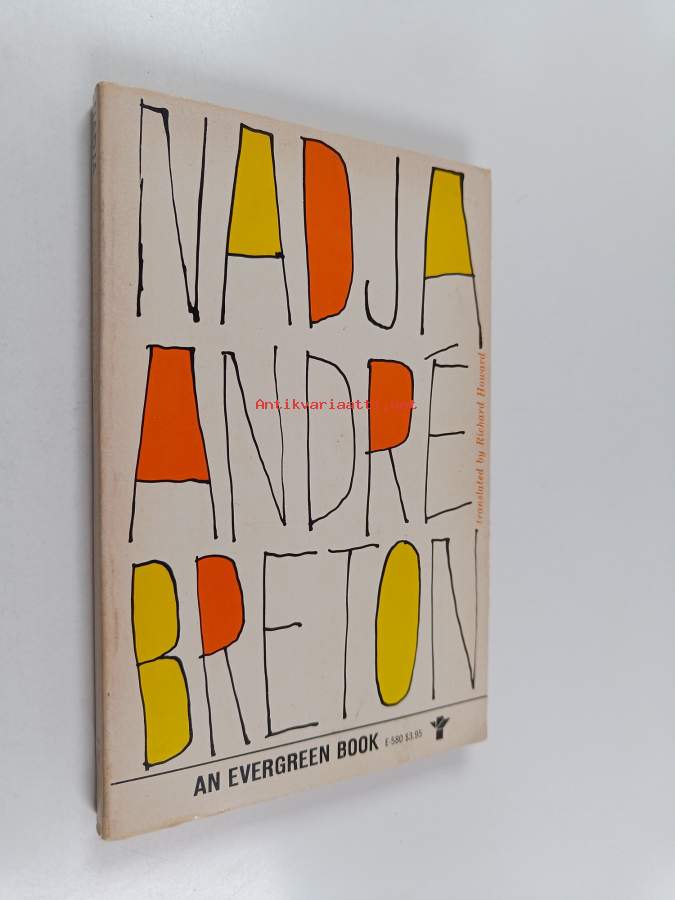 NADJA
ANDRÉ
BRETON
translated by Richard Howard
AN EVERGREEN BOOK E-580 $3.95
Antikvariaatti.net